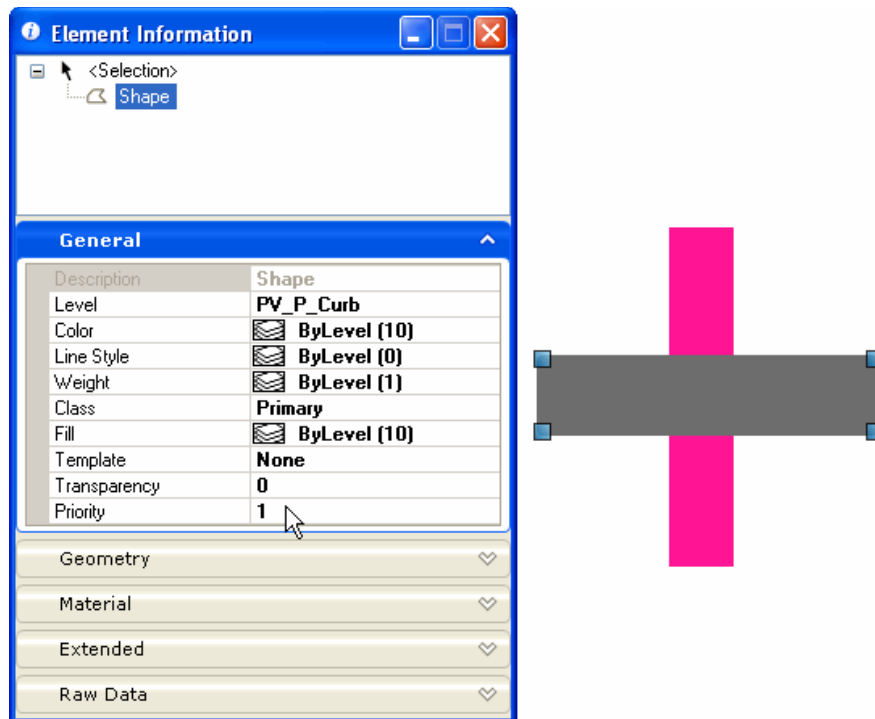 Element Information
<Selection>
Shape
General
Description Shape
Level PV_P_Curb
Color ByLevel (10)
Line Style ByLevel (0)
Weight ByLevel (1)
Class Primary
Fill ByLevel (10)
Template None
Transparency 0
Priority 1
Geometry
Material
Extended
Raw Data